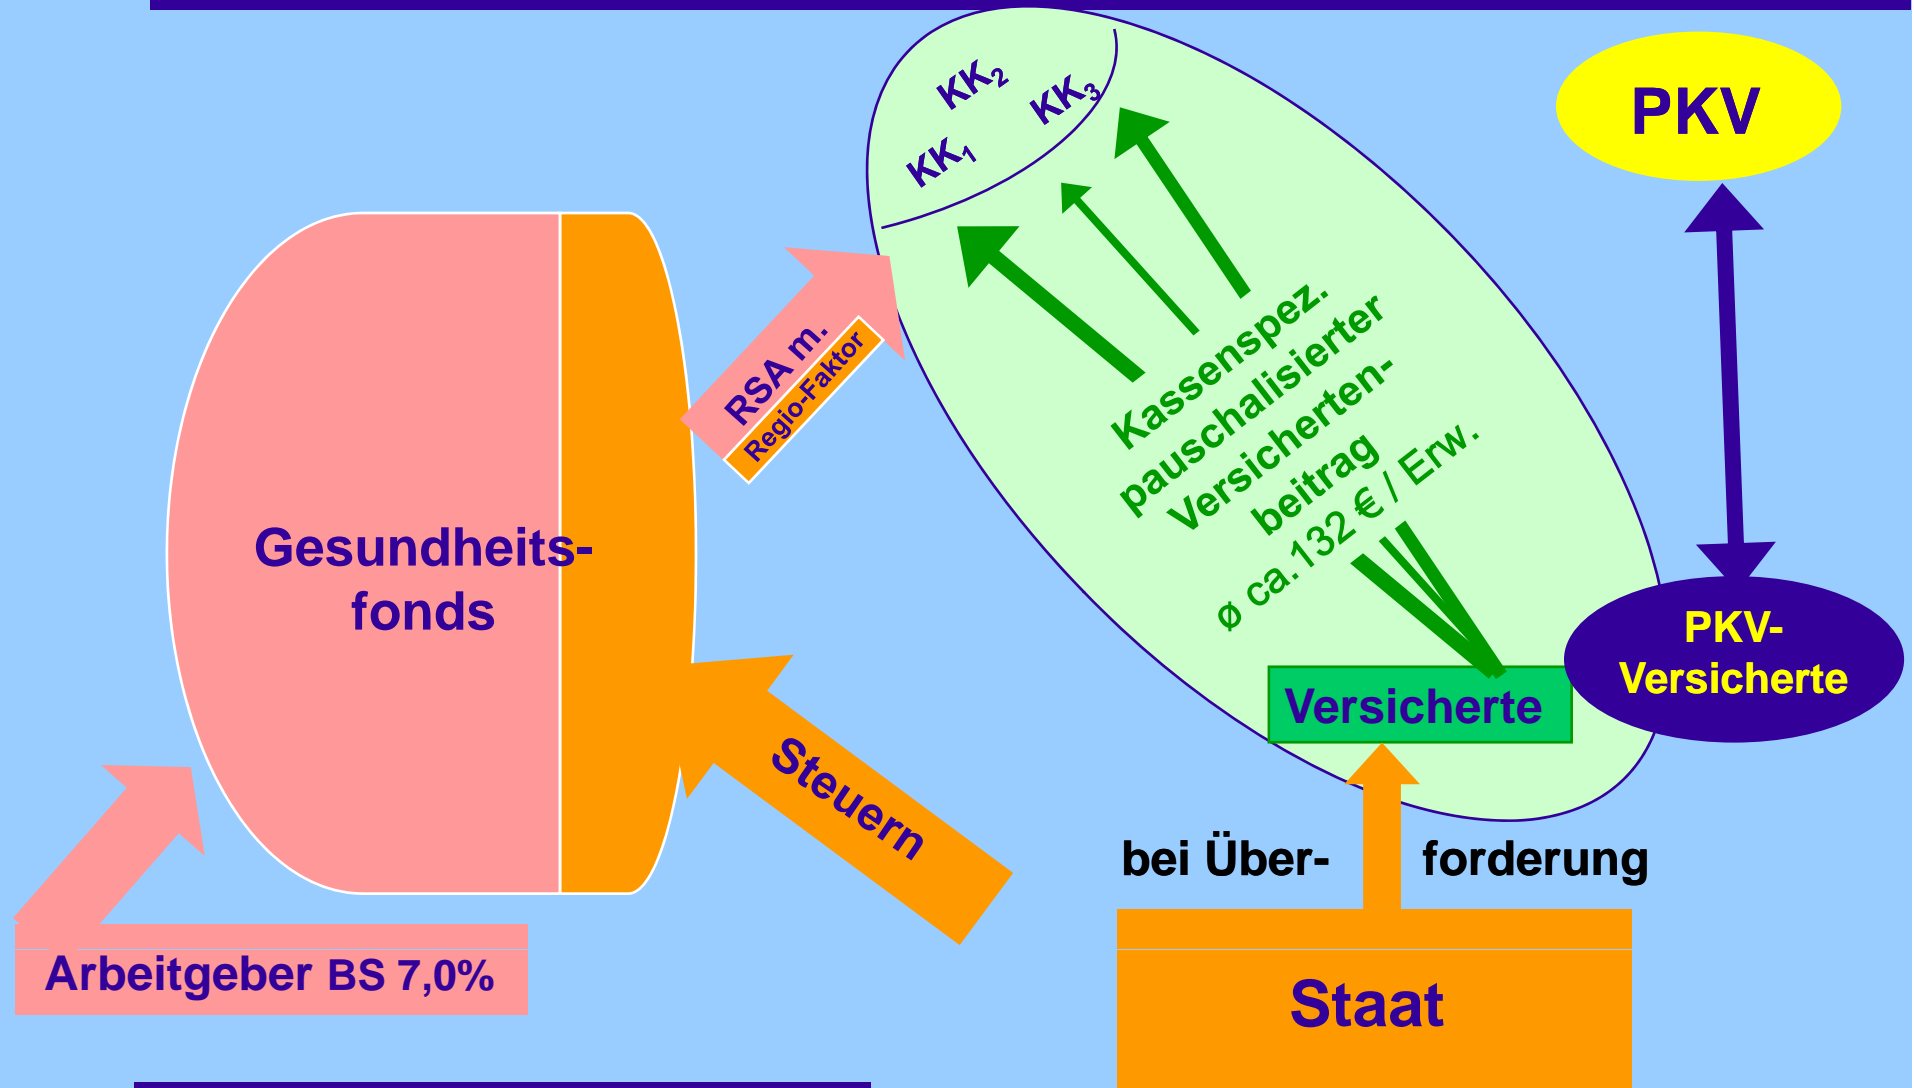 KK₂
KK₃
KK₁
PKV
RSA m.
Regio-Faktor
Kassenspez.
pauschalisierter
Versicherten-
beitrag
ø ca.132 € / Erw.
Gesundheits-
fonds
PKV-
Versicherte
Versicherte
Steuern
bei Über-
forderung
Arbeitgeber BS 7,0%
Staat